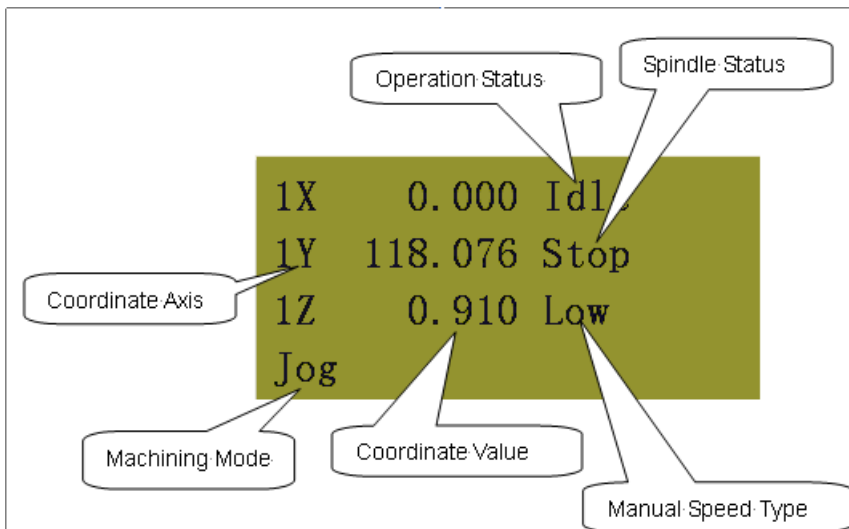 Operation Status
Spindle Status
1X 0.000 Idle
1Y 118.076 Stop
Coordinate Axis
1Z 0.910 Low
Jog
Machining Mode
Coordinate Value
Manual Speed Type